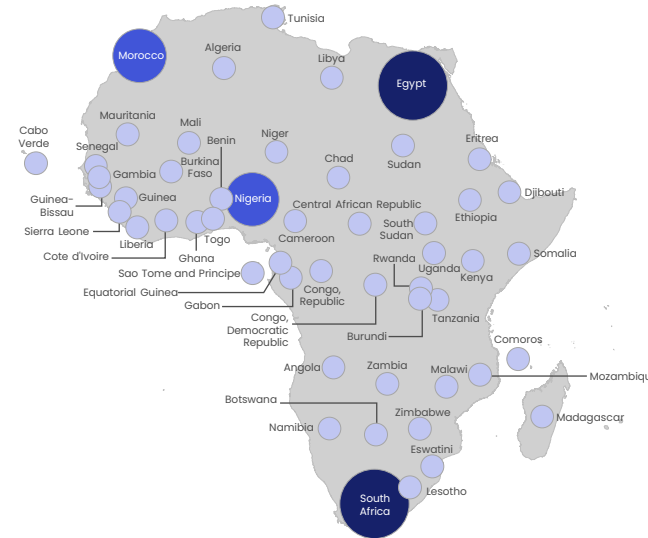 Tunisia
Morocco
Algeria
Libya
Egypt
Cabo
Verde
Mauritania
Mali
Benin
Niger
Senegal
Burkina
Faso
Chad
Sudan
Eritrea
Gambia
Guinea-
Bissau
Guinea
Nigeria
Central African Republic
Djibouti
Ethiopia
Sierra Leone
Liberia
Togo
Cameroon
South
Sudan
Cote d'Ivoire
Ghana
Sao Tome and Principe
Rwanda
Uganda
Kenya
Somalia
Equatorial Guinea
Congo,
Republic
Gabon
Congo,
Democratic
Republic
Burundi
Tanzania
Comoros
Angola
Zambia
Malawi
Mozambiqu
Botswana
Namibia
Zimbabwe
Madagascar
Eswatini
South
Africa
Lesotho